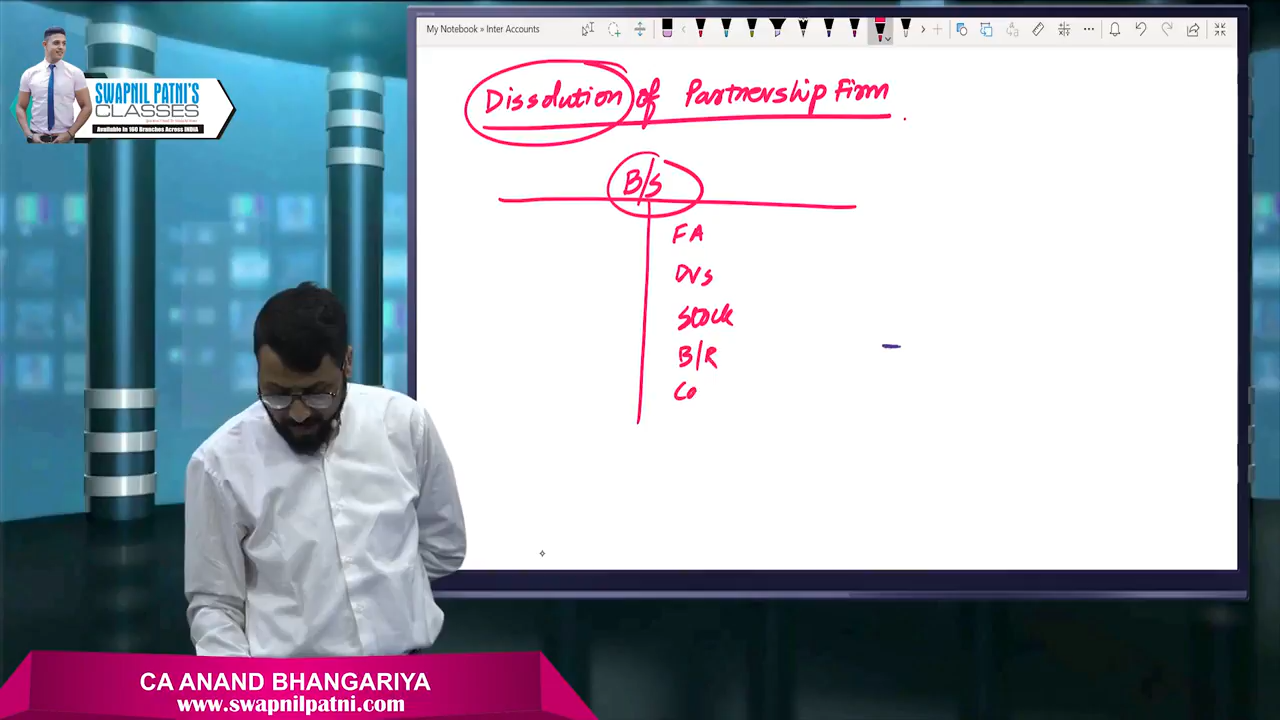 My Notebook » Inter Accounts
SWAPNIL PATNI'S
CLASSES
Available in 160 Branches Across INDIA
Dissolution of Partnership Firm
B/S
FA
DVs
Stock
B/R
Co
CA ANAND BHANGARIYA
www.swapnilpatni.com